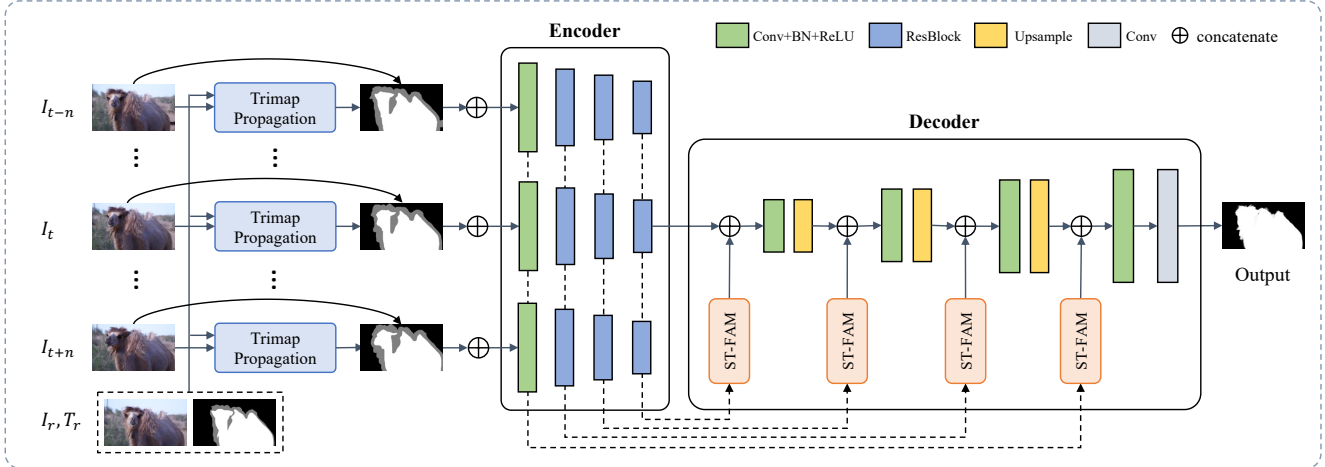 Encoder
Conv+BN+ReLU
ResBlock
Upsample
Conv
⊕ concatenate
I_{t-n}
Trimap
Propagation
Decoder
I_t
Trimap
Propagation
Output
ST-FAM
ST-FAM
ST-FAM
ST-FAM
I_{t+n}
Trimap
Propagation
I_r, T_r